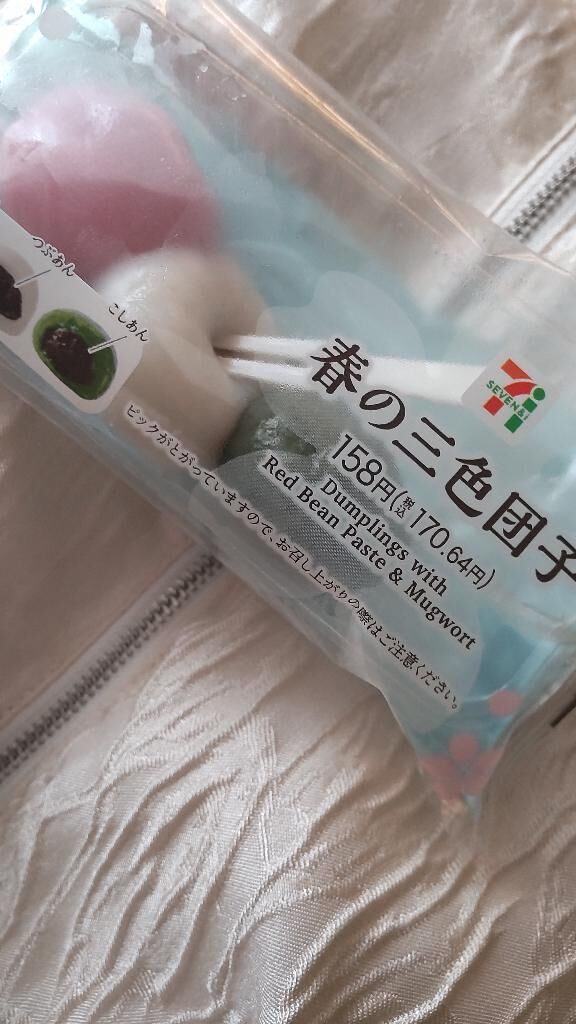 つぶあん
こしあん
7i
SEVEN&i
春の三色団子
158円(税込170.64円)
Dumplings with
Red Bean Paste & Mugwort
ピックがとがっていますので、お召し上がりの際はご注意ください。